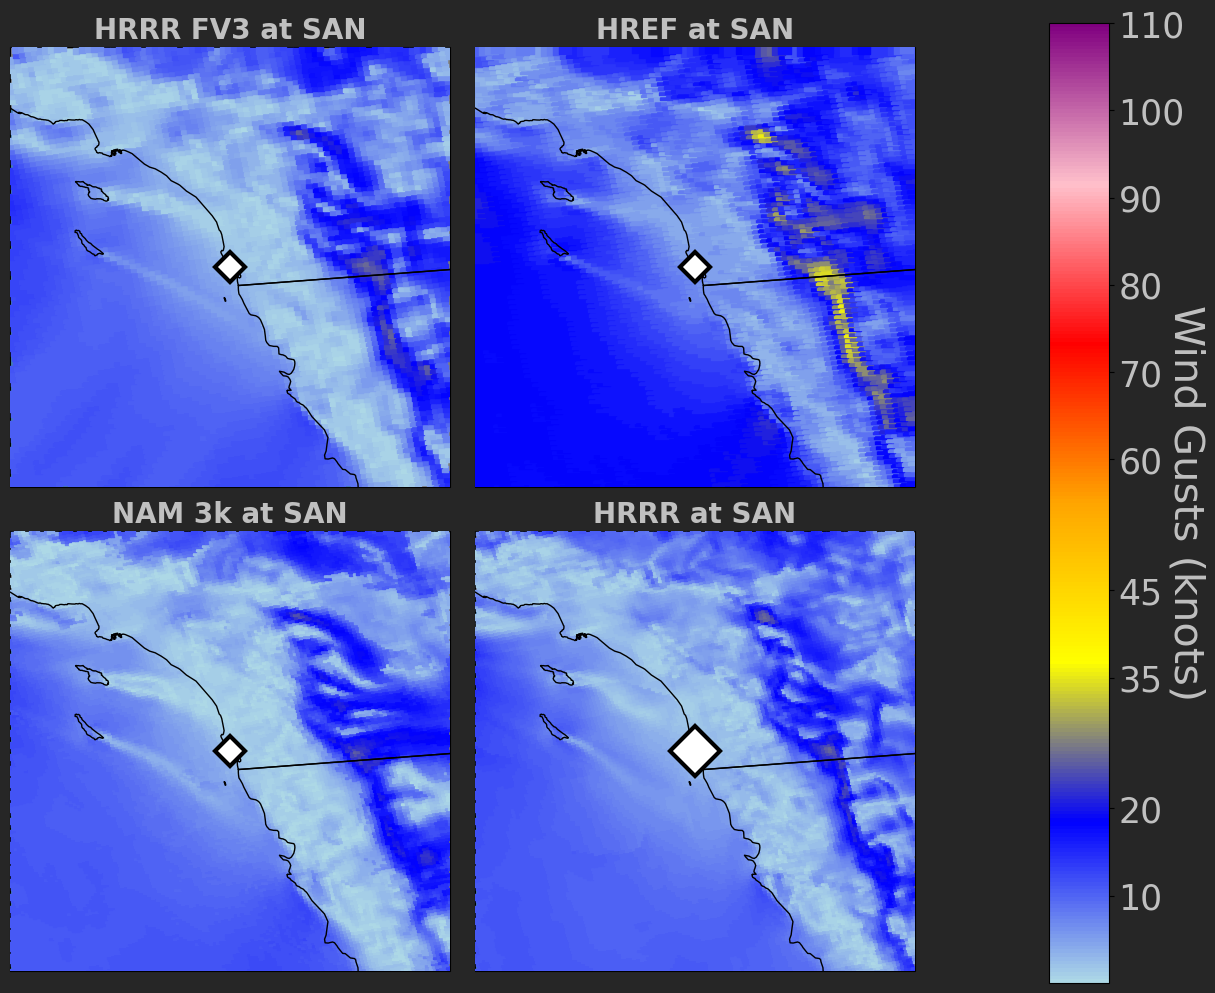 HRRR FV3 at SAN
HREF at SAN
NAM 3k at SAN
HRRR at SAN
110
100
90
80
70
60
45
35
20
10
Wind Gusts (knots)